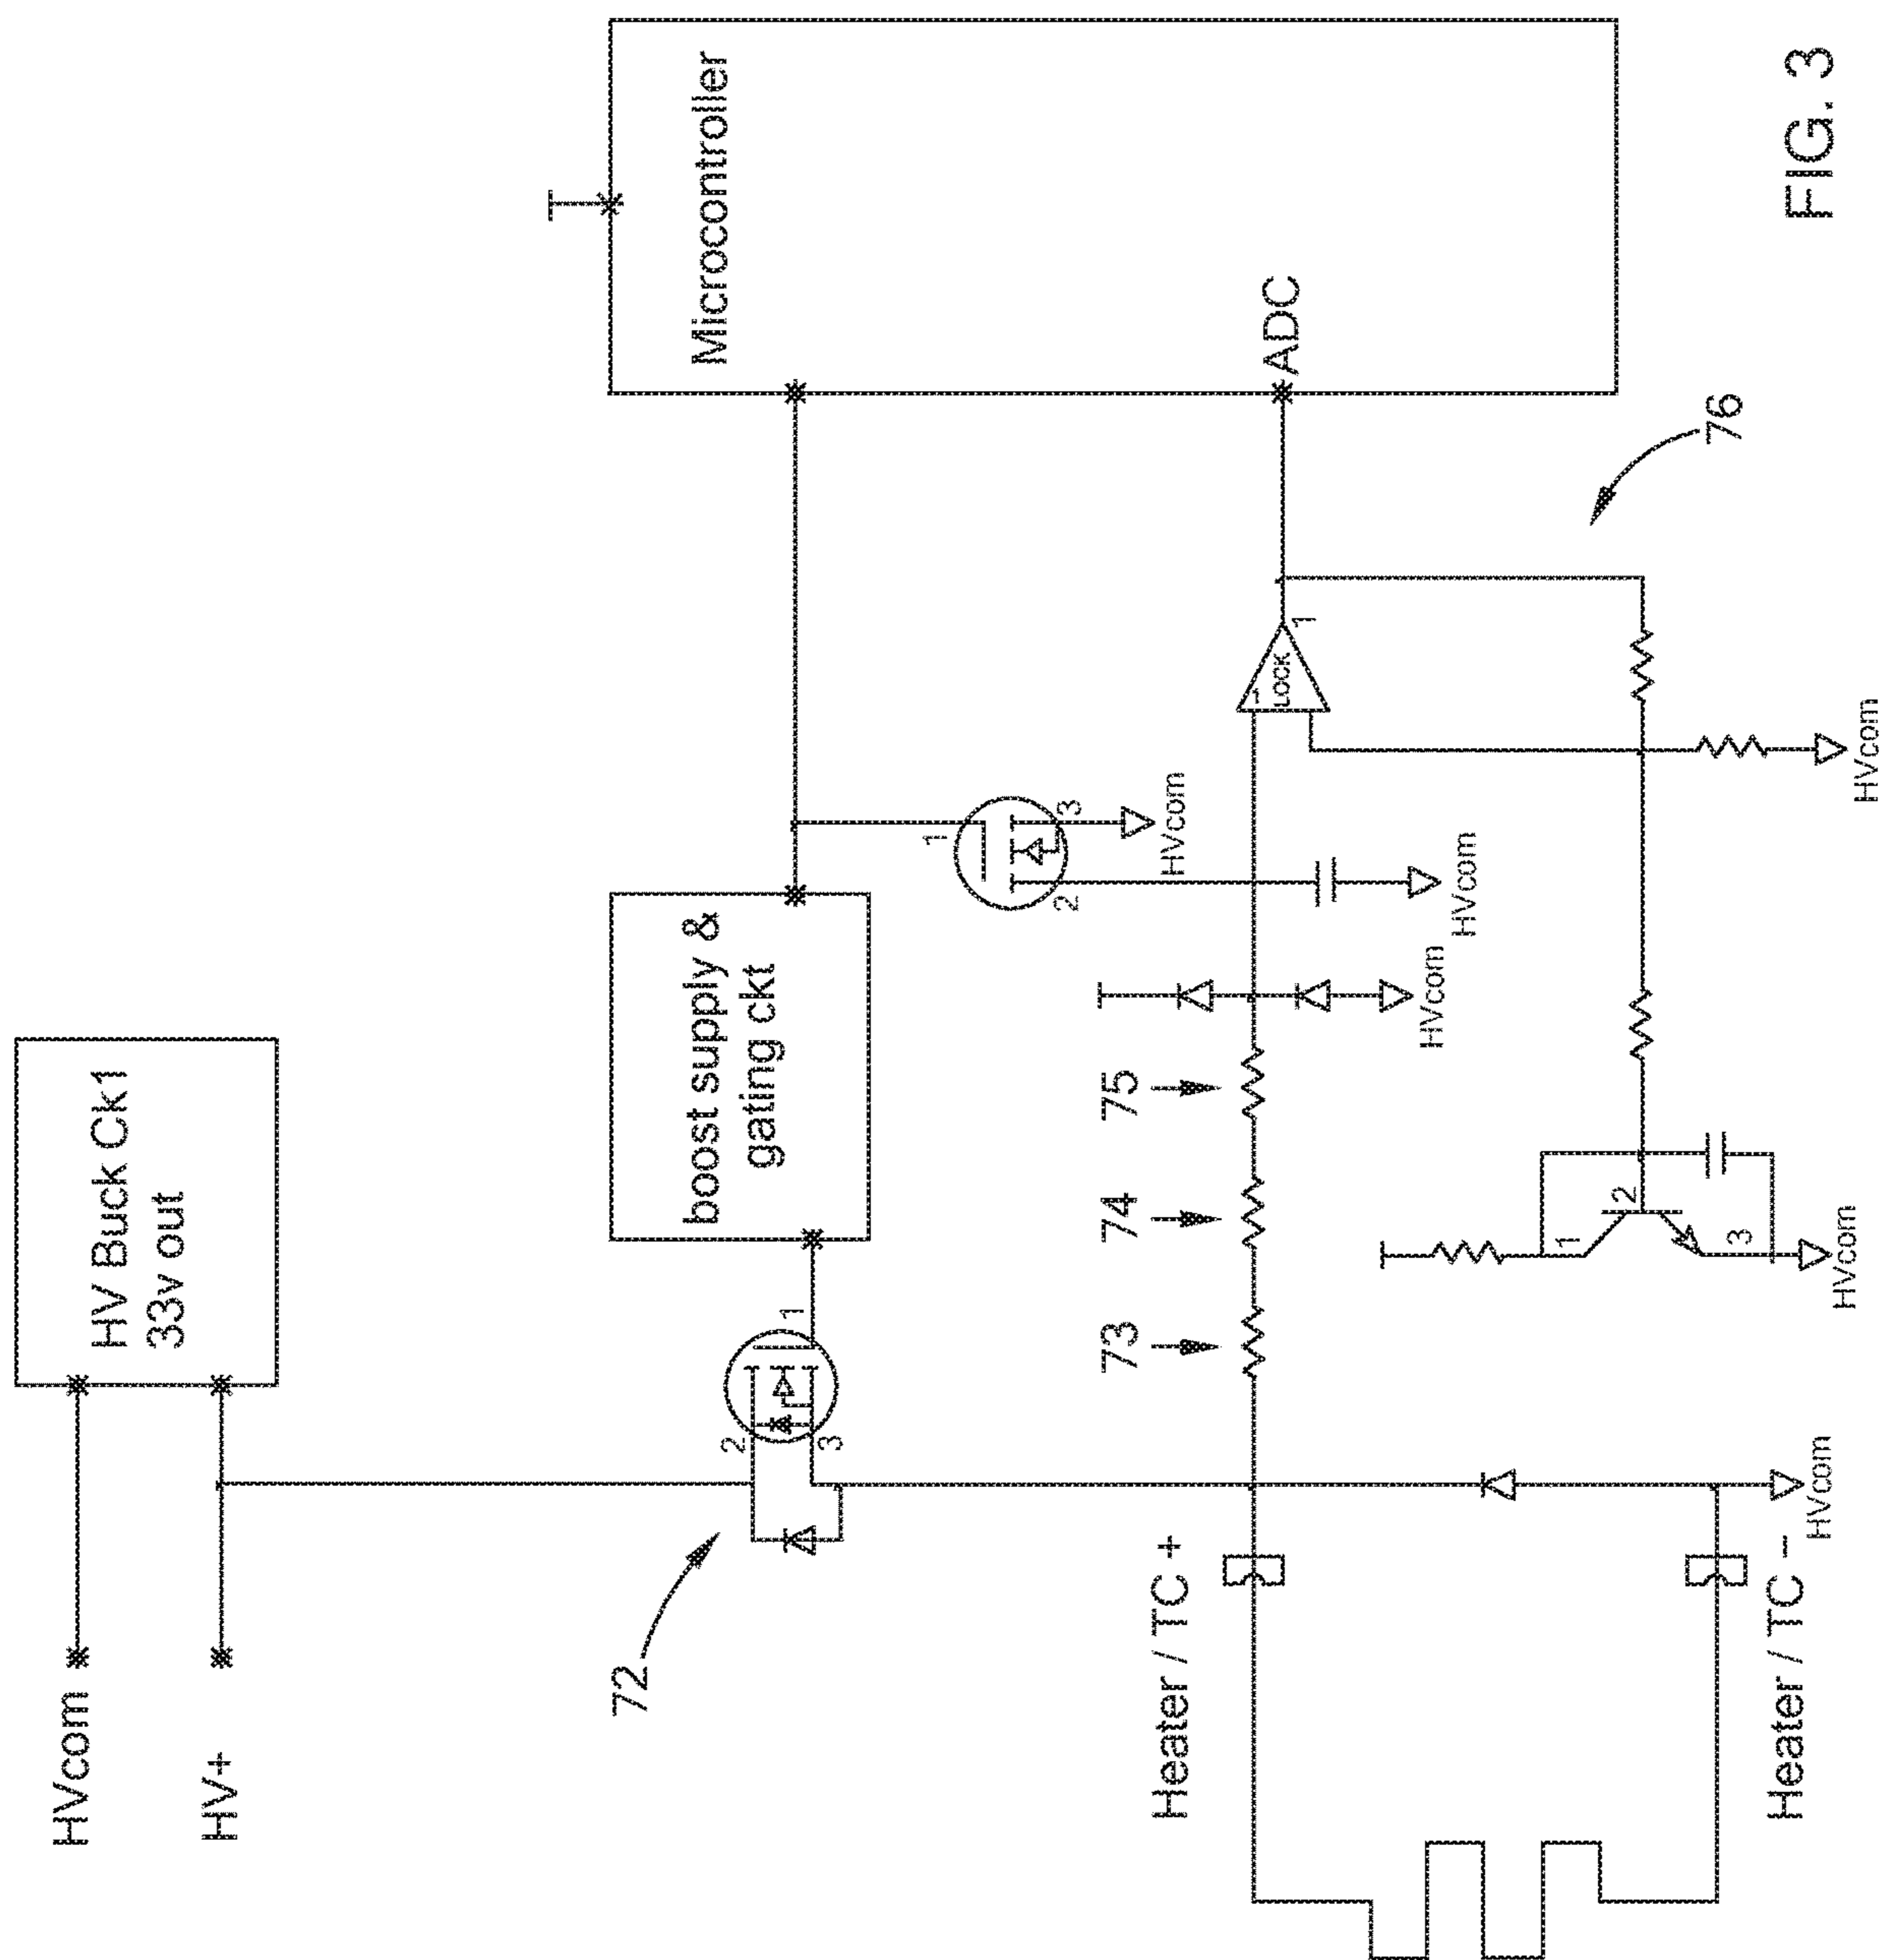 HVcom
HV+
HV Buck Ck1
33v out
72
2
3
1
boost supply &
gating ckt
Microcontroller
1
2
3
HVcom
73
74
75
HVcom
HVcom
LOCK
1
ADC
76
Heater / TC +
Heater / TC -
HVcom
1
2
3
HVcom
HVcom
FIG. 3